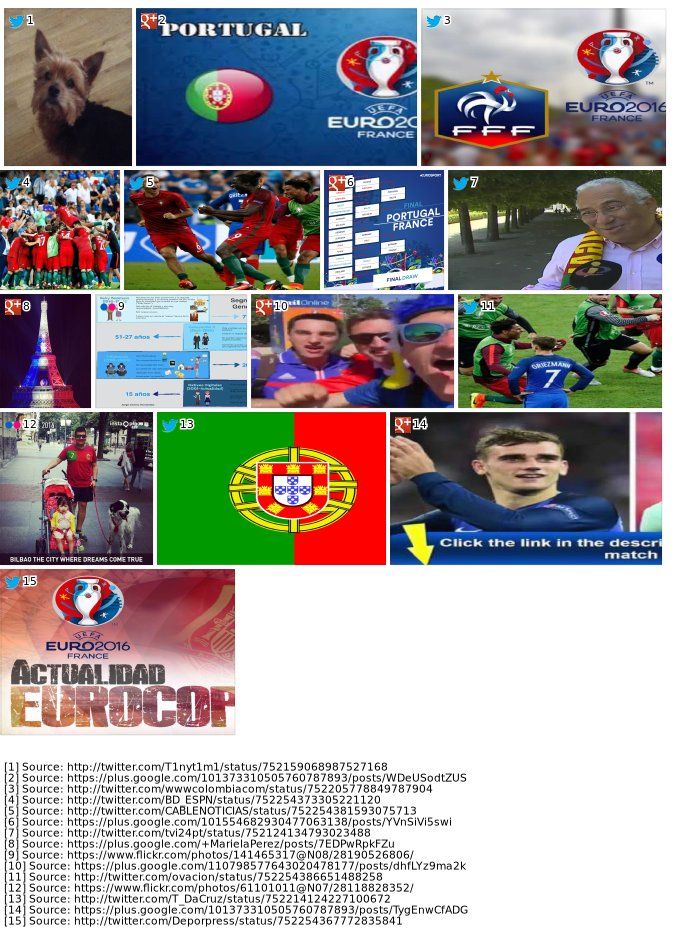 1
g+ 2
PORTUGAL
UEFA
EURO2016
FRANCE
3
FFF
UEFA
EURO2016
FRANCE
TM
4
5
g+ 6
EUROSPORT
FINAL
PORTUGAL
FRANCE
FINAL DRAW
7
g+ 8
9
51-27 años
15 años
g+ 10
Online
11
GRIEZMANN
7
12
2016
7
BILBAO THE CITY WHERE DREAMS COME TRUE
13
g+ 14
Click the link in the descri
match
15
UEFA
EURO2016
FRANCE
ACTUALIDAD
EUROCOP
[1] Source: http://twitter.com/T1nyt1m1/status/752159068987527168
[2] Source: https://plus.google.com/101373310505760787893/posts/WDeUSodtZUS
[3] Source: http://twitter.com/wwwcolombiacom/status/752205778849787904
[4] Source: http://twitter.com/BD_ESPN/status/752254373305221120
[5] Source: http://twitter.com/CABLENOTICIAS/status/752254381593075713
[6] Source: https://plus.google.com/101554682930477063138/posts/YVnSiVi5swi
[7] Source: http://twitter.com/tvi24pt/status/752124134793023488
[8] Source: https://plus.google.com/+MarielaPerez/posts/7EDPwRpkFZu
[9] Source: https://www.flickr.com/photos/141465317@N08/28190526806/
[10] Source: https://plus.google.com/110798577643020478177/posts/dhfLYz9ma2k
[11] Source: http://twitter.com/ovacion/status/752254386651488258
[12] Source: https://www.flickr.com/photos/61101011@N07/28118828352/
[13] Source: http://twitter.com/T_DaCruz/status/752214124227100672
[14] Source: https://plus.google.com/101373310505760787893/posts/TygEnwCfADG
[15] Source: http://twitter.com/Deporpress/status/752254367772835841